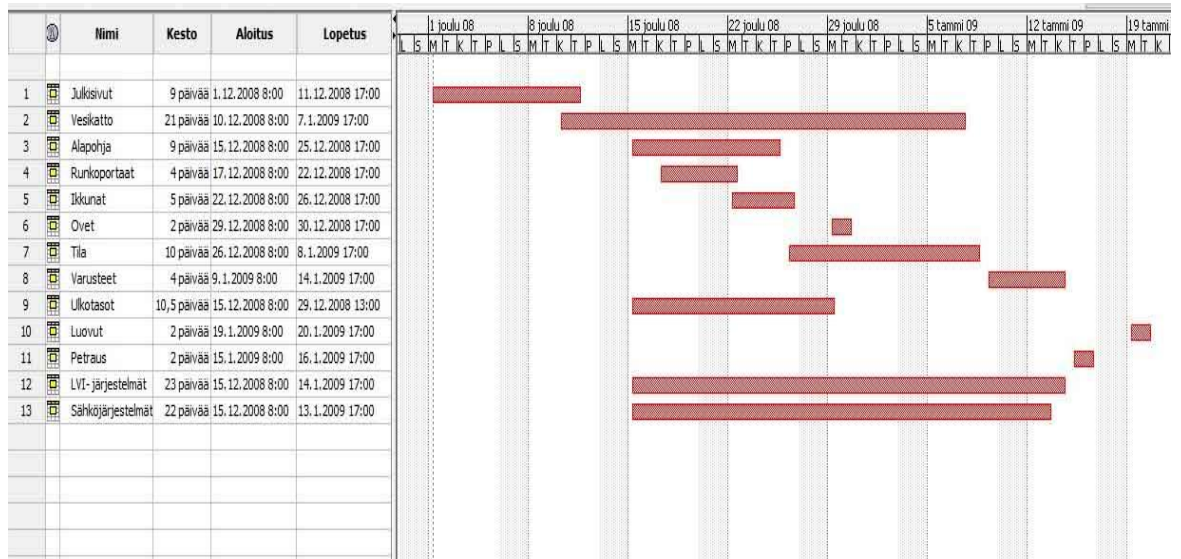 Nimi Kesto Aloitus Lopetus
1 joulu 08 8 joulu 08 15 joulu 08 22 joulu 08 29 joulu 08 5 tammi 09 12 tammi 09 19 tammi
L S M T K T P L S M T K T P L S M T K T P L S M T K T P L S M T K T P L S M T K T P L S M T K T P L S M T K
1 Julkisivut 9 päivää 1.12.2008 8:00 11.12.2008 17:00
2 Vesikatto 21 päivää 10.12.2008 8:00 7.1.2009 17:00
3 Alapohja 9 päivää 15.12.2008 8:00 25.12.2008 17:00
4 Runkoportaat 4 päivää 17.12.2008 8:00 22.12.2008 17:00
5 Ikkunat 5 päivää 22.12.2008 8:00 26.12.2008 17:00
6 Ovet 2 päivää 29.12.2008 8:00 30.12.2008 17:00
7 Tila 10 päivää 26.12.2008 8:00 8.1.2009 17:00
8 Varusteet 4 päivää 9.1.2009 8:00 14.1.2009 17:00
9 Ulkotasot 10,5 päivää 15.12.2008 8:00 29.12.2008 13:00
10 Luovut 2 päivää 19.1.2009 8:00 20.1.2009 17:00
11 Petraus 2 päivää 15.1.2009 8:00 16.1.2009 17:00
12 LVI- järjestelmät 23 päivää 15.12.2008 8:00 14.1.2009 17:00
13 Sähköjärjestelmät 22 päivää 15.12.2008 8:00 13.1.2009 17:00